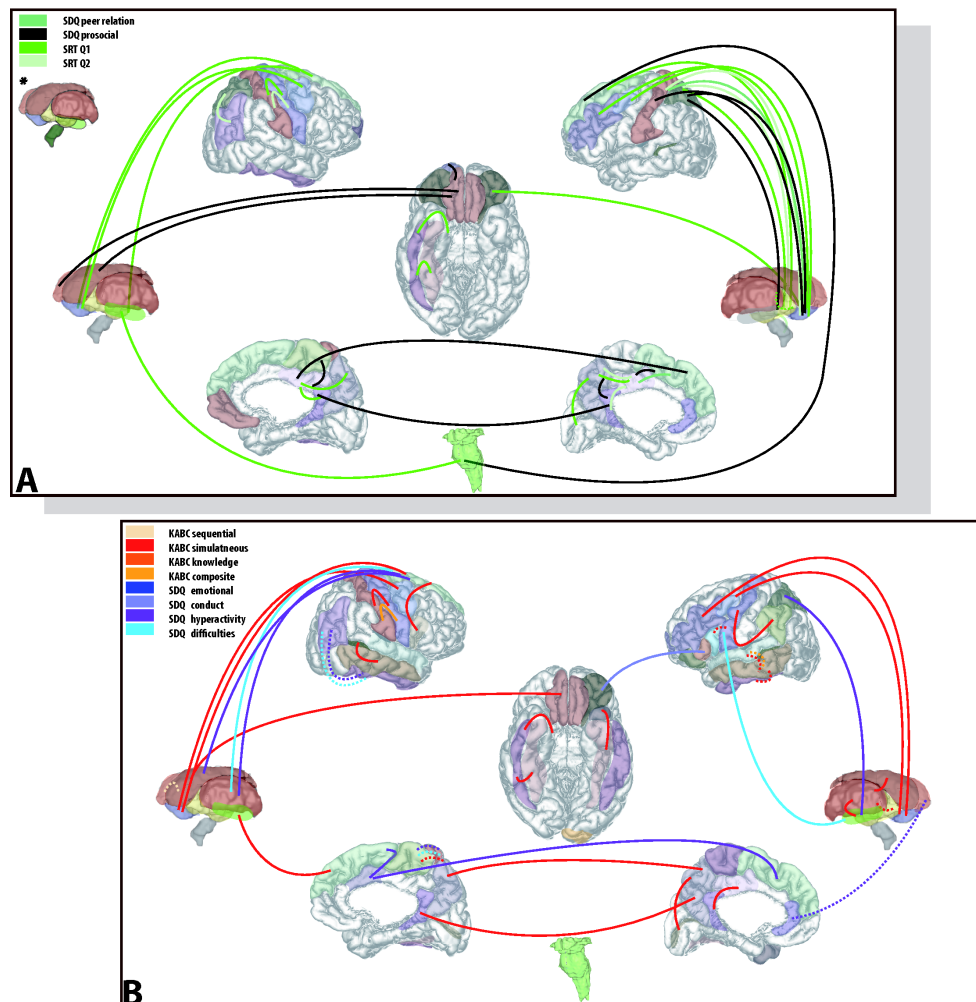 SDQ peer relation
SDQ prosocial
SRT Q1
SRT Q2
*
A
KABC sequential
KABC simulatneous
KABC knowledge
KABC composite
SDQ emotional
SDQ conduct
SDQ hyperactivity
SDQ difficulties
B